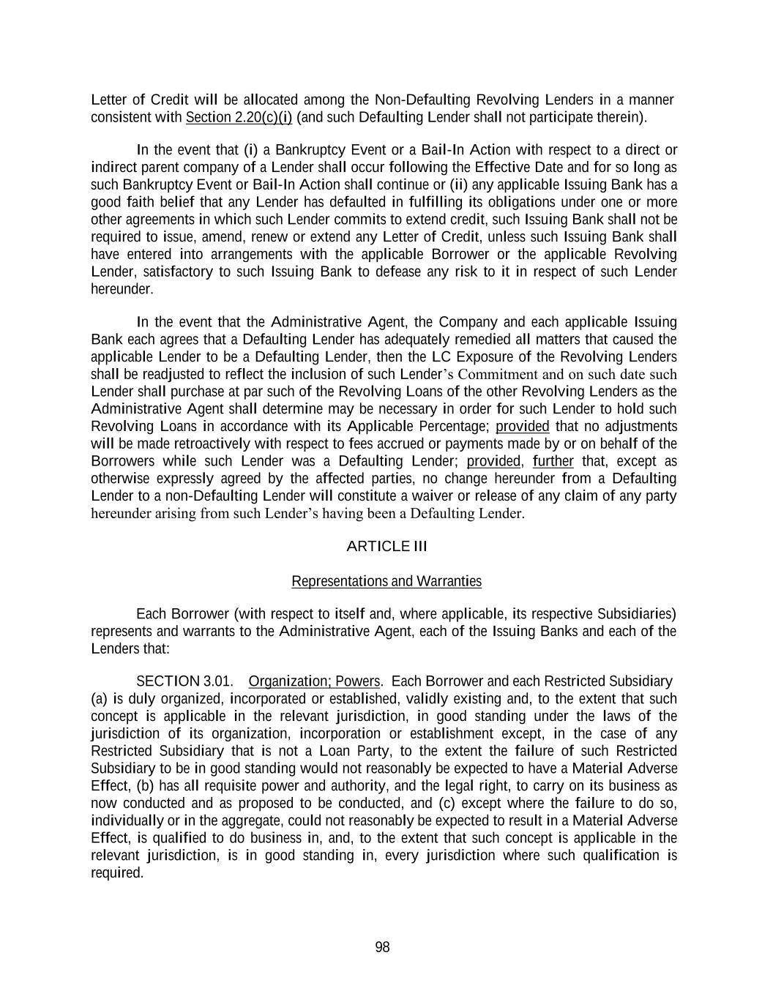 Letter of Credit will be allocated among the Non-Defaulting Revolving Lenders in a manner
consistent with Section 2.20(c)(i) (and such Defaulting Lender shall not participate therein).
In the event that (i) a Bankruptcy Event or a Bail-In Action with respect to a direct or
indirect parent company of a Lender shall occur following the Effective Date and for so long as
such Bankruptcy Event or Bail-In Action shall continue or (ii) any applicable Issuing Bank has a
good faith belief that any Lender has defaulted in fulfilling its obligations under one or more
other agreements in which such Lender commits to extend credit, such Issuing Bank shall not be
required to issue, amend, renew or extend any Letter of Credit, unless such Issuing Bank shall
have entered into arrangements with the applicable Borrower or the applicable Revolving
Lender, satisfactory to such Issuing Bank to defease any risk to it in respect of such Lender
hereunder.
In the event that the Administrative Agent, the Company and each applicable Issuing
Bank each agrees that a Defaulting Lender has adequately remedied all matters that caused the
applicable Lender to be a Defaulting Lender, then the LC Exposure of the Revolving Lenders
shall be readjusted to reflect the inclusion of such Lender’s Commitment and on such date such
Lender shall purchase at par such of the Revolving Loans of the other Revolving Lenders as the
Administrative Agent shall determine may be necessary in order for such Lender to hold such
Revolving Loans in accordance with its Applicable Percentage; provided that no adjustments
will be made retroactively with respect to fees accrued or payments made by or on behalf of the
Borrowers while such Lender was a Defaulting Lender; provided, further that, except as
otherwise expressly agreed by the affected parties, no change hereunder from a Defaulting
Lender to a non-Defaulting Lender will constitute a waiver or release of any claim of any party
hereunder arising from such Lender’s having been a Defaulting Lender.
ARTICLE III
Representations and Warranties
Each Borrower (with respect to itself and, where applicable, its respective Subsidiaries)
represents and warrants to the Administrative Agent, each of the Issuing Banks and each of the
Lenders that:
SECTION 3.01. Organization; Powers. Each Borrower and each Restricted Subsidiary
(a) is duly organized, incorporated or established, validly existing and, to the extent that such
concept is applicable in the relevant jurisdiction, in good standing under the laws of the
jurisdiction of its organization, incorporation or establishment except, in the case of any
Restricted Subsidiary that is not a Loan Party, to the extent the failure of such Restricted
Subsidiary to be in good standing would not reasonably be expected to have a Material Adverse
Effect, (b) has all requisite power and authority, and the legal right, to carry on its business as
now conducted and as proposed to be conducted, and (c) except where the failure to do so,
individually or in the aggregate, could not reasonably be expected to result in a Material Adverse
Effect, is qualified to do business in, and, to the extent that such concept is applicable in the
relevant jurisdiction, is in good standing in, every jurisdiction where such qualification is
required.
98